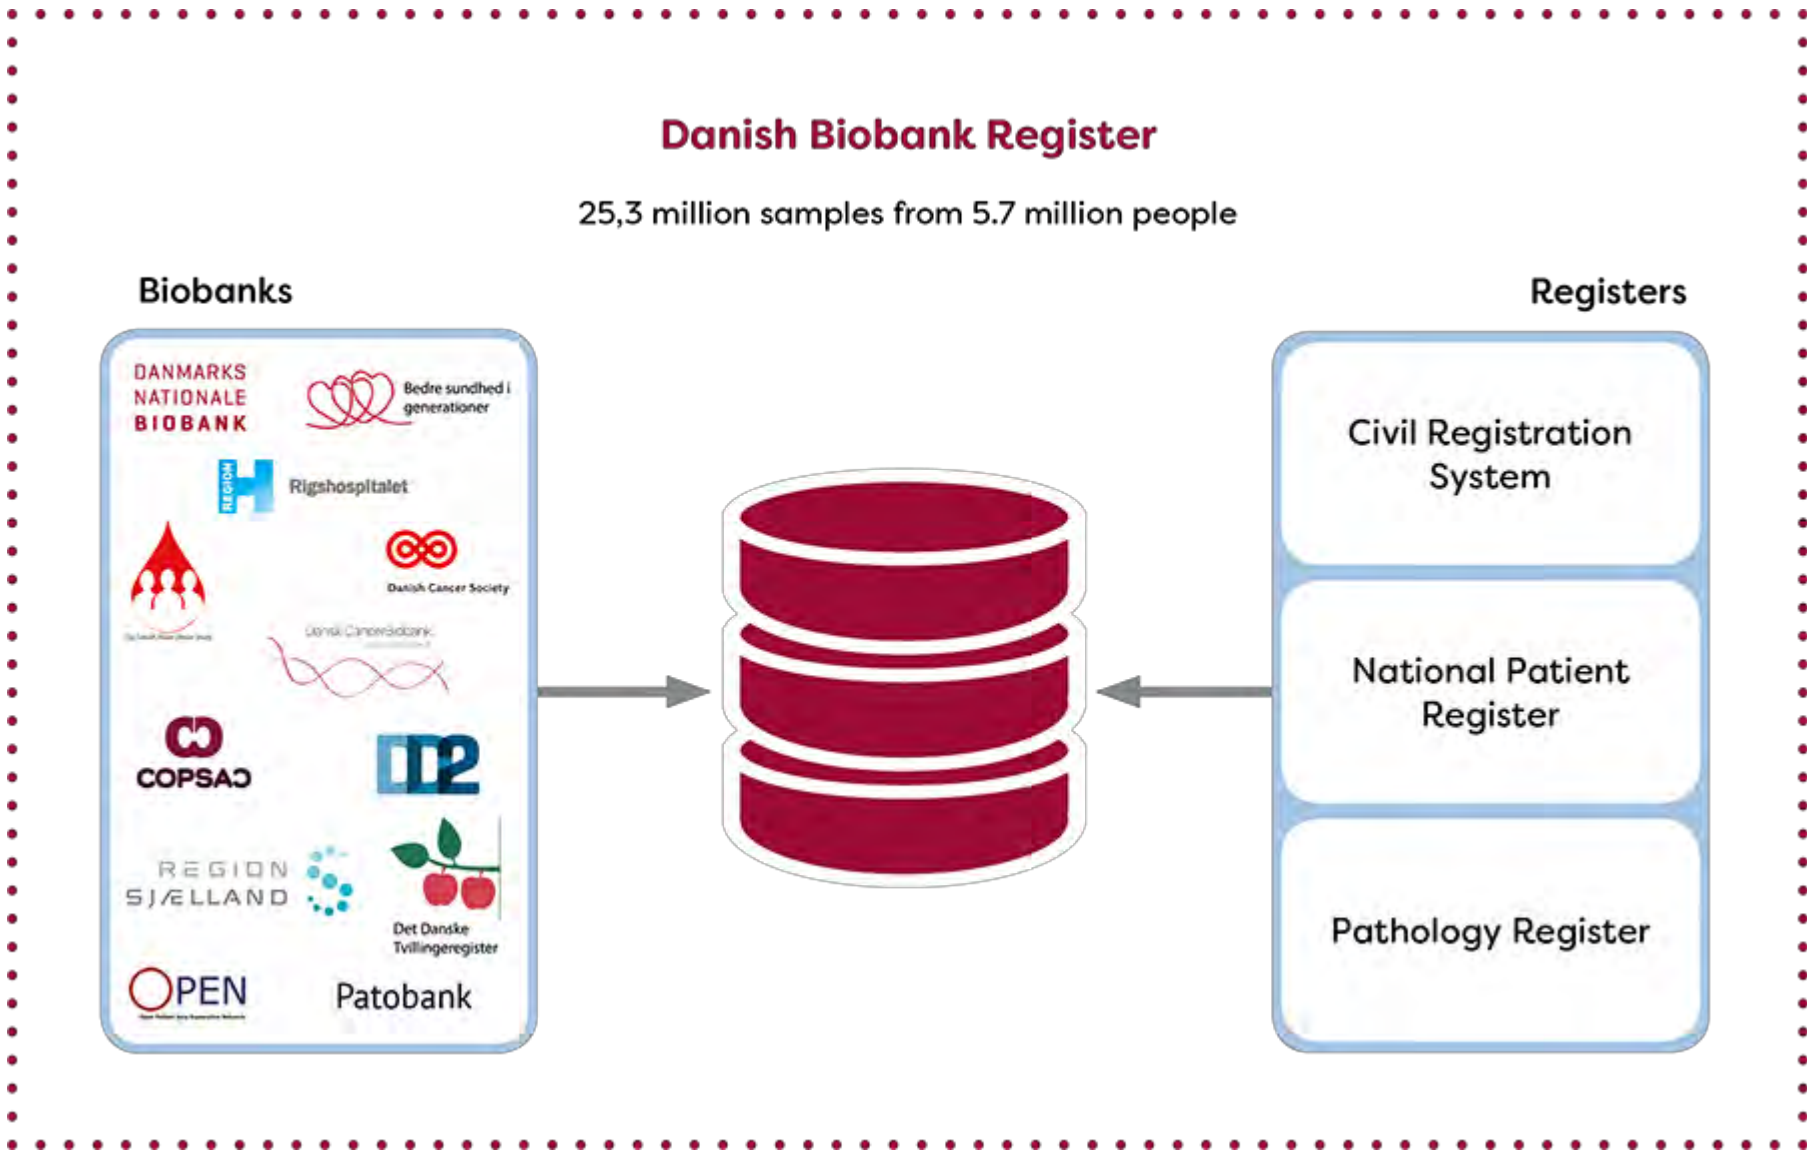 Danish Biobank Register
25,3 million samples from 5.7 million people
Biobanks
DANMARKS
NATIONALE
BIOBANK
Bedre sundhed i
generationer
REGION
H
Rigshospitalet
Danish Cancer Society
Dansk CancerBiobank
COPSAC
DD2
REGION
SJÆLLAND
Det Danske
Tvillingeregister
OPEN
Patobank
Registers
Civil Registration
System
National Patient
Register
Pathology Register